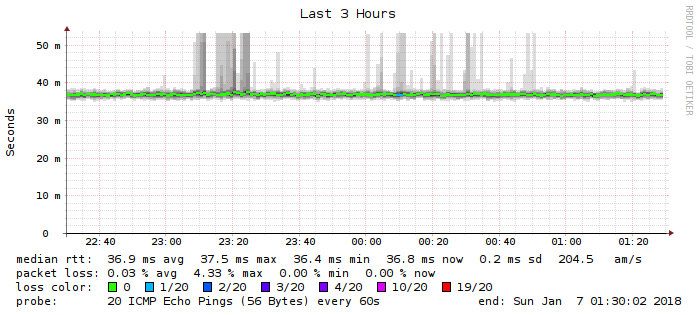 Last 3 Hours
RRDTOOL / TOBI OETIKER
Seconds
50 m
40 m
30 m
20 m
10 m
0
22:40 23:00 23:20 23:40 00:00 00:20 00:40 01:00 01:20
median rtt: 36.9 ms avg 37.5 ms max 36.4 ms min 36.8 ms now 0.2 ms sd 204.5 am/s
packet loss: 0.03 % avg 4.33 % max 0.00 % min 0.00 % now
loss color: 0 1/20 2/20 3/20 4/20 10/20 19/20
probe: 20 ICMP Echo Pings (56 Bytes) every 60s end: Sun Jan 7 01:30:02 2018